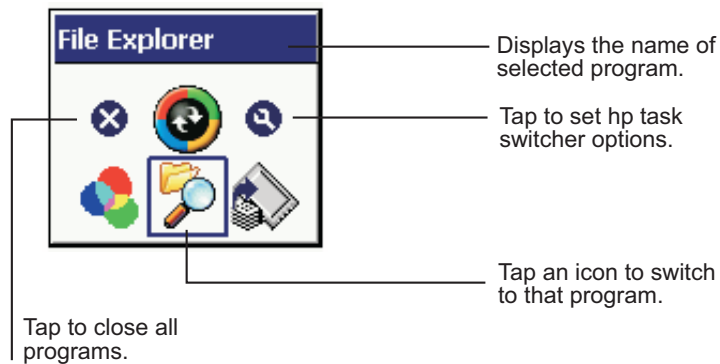 File Explorer
Displays the name of
selected program.
Tap to set hp task
switcher options.
Tap an icon to switch
to that program.
Tap to close all
programs.